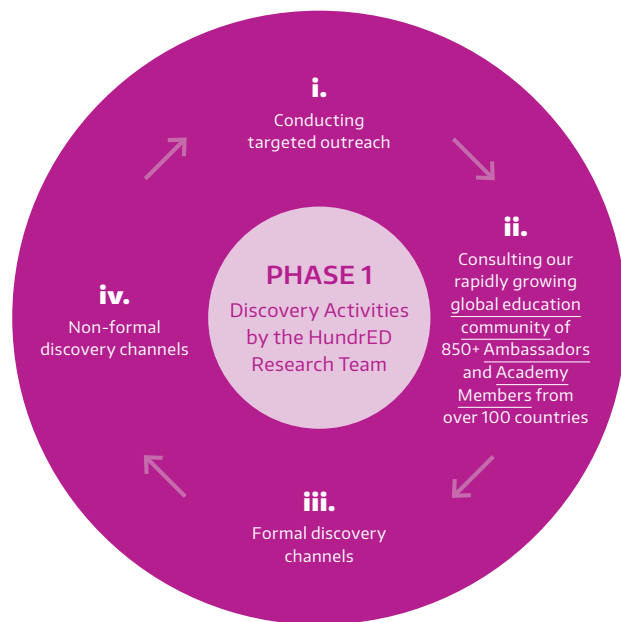 i.
Conducting
targeted outreach
ii.
Consulting our
rapidly growing
global education
community of
850+ Ambassadors
and Academy
Members from
over 100 countries
iii.
Formal discovery
channels
iv.
Non-formal
discovery channels
PHASE 1
Discovery Activities
by the HundrED
Research Team